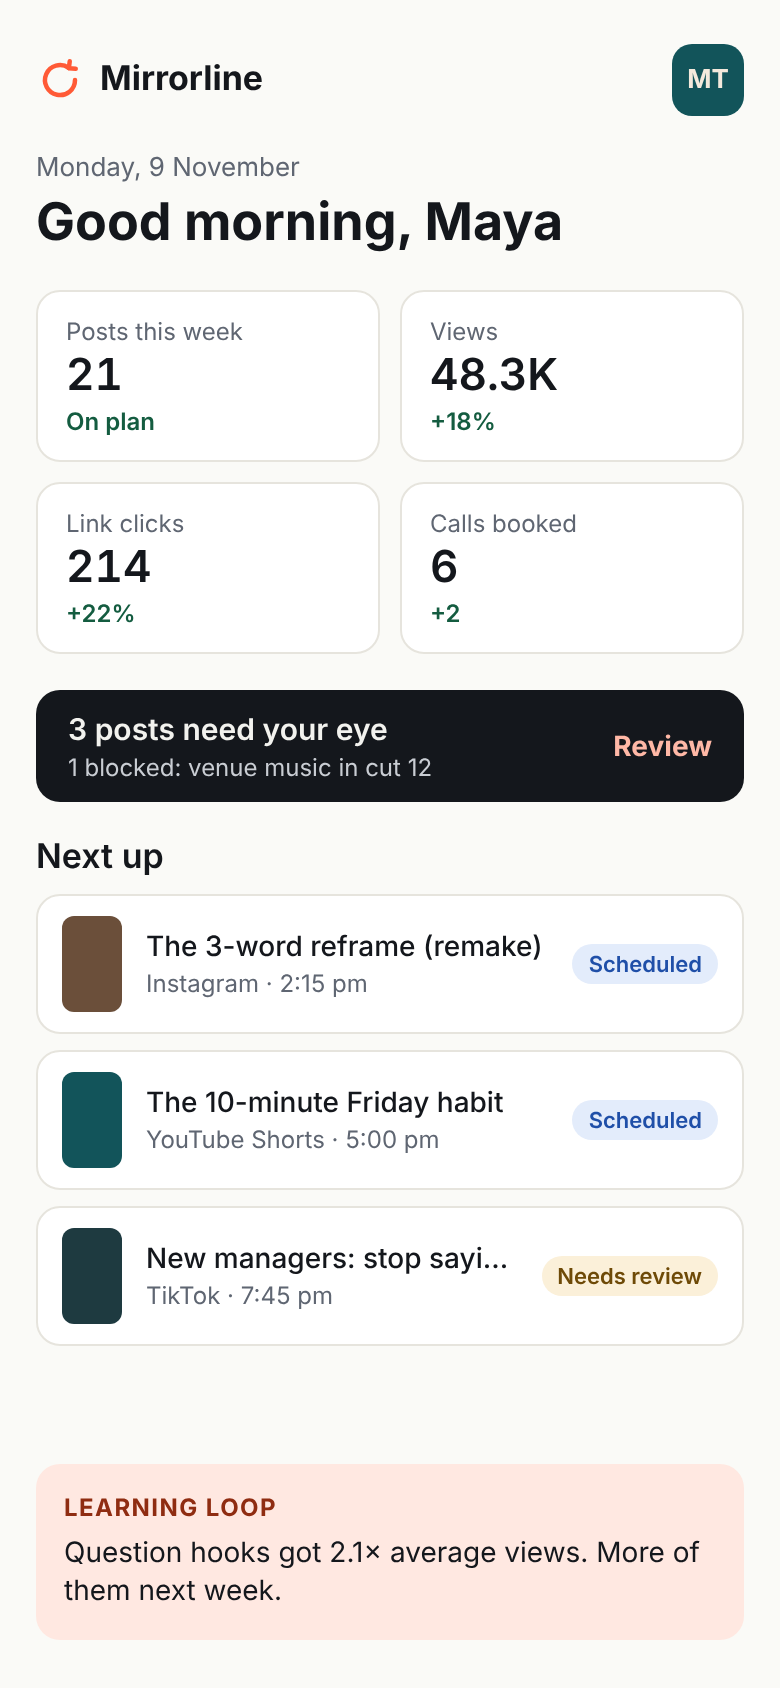 Mirrorline
MT
Monday, 9 November
Good morning, Maya
Posts this week
21
On plan
Views
48.3K
+18%
Link clicks
214
+22%
Calls booked
6
+2
3 posts need your eye
1 blocked: venue music in cut 12
Review
Next up
The 3-word reframe (remake)
Instagram · 2:15 pm
Scheduled
The 10-minute Friday habit
YouTube Shorts · 5:00 pm
Scheduled
New managers: stop sayi...
TikTok · 7:45 pm
Needs review
LEARNING LOOP
Question hooks got 2.1× average views. More of
them next week.